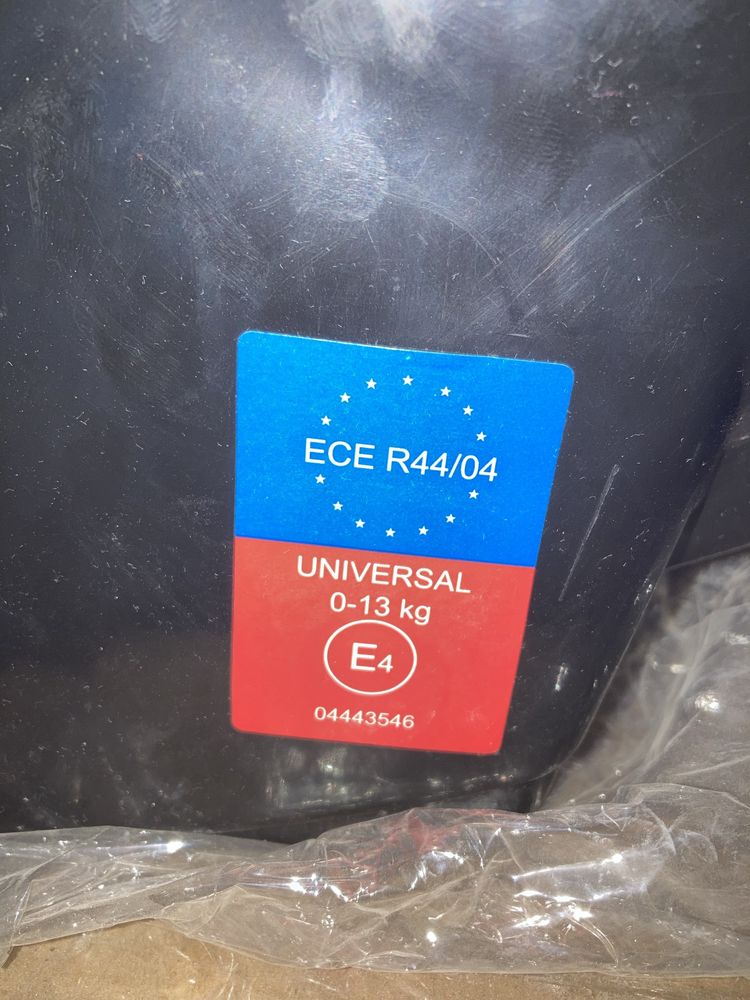 ECE R44/04
UNIVERSAL
0-13 kg
E4
04443546